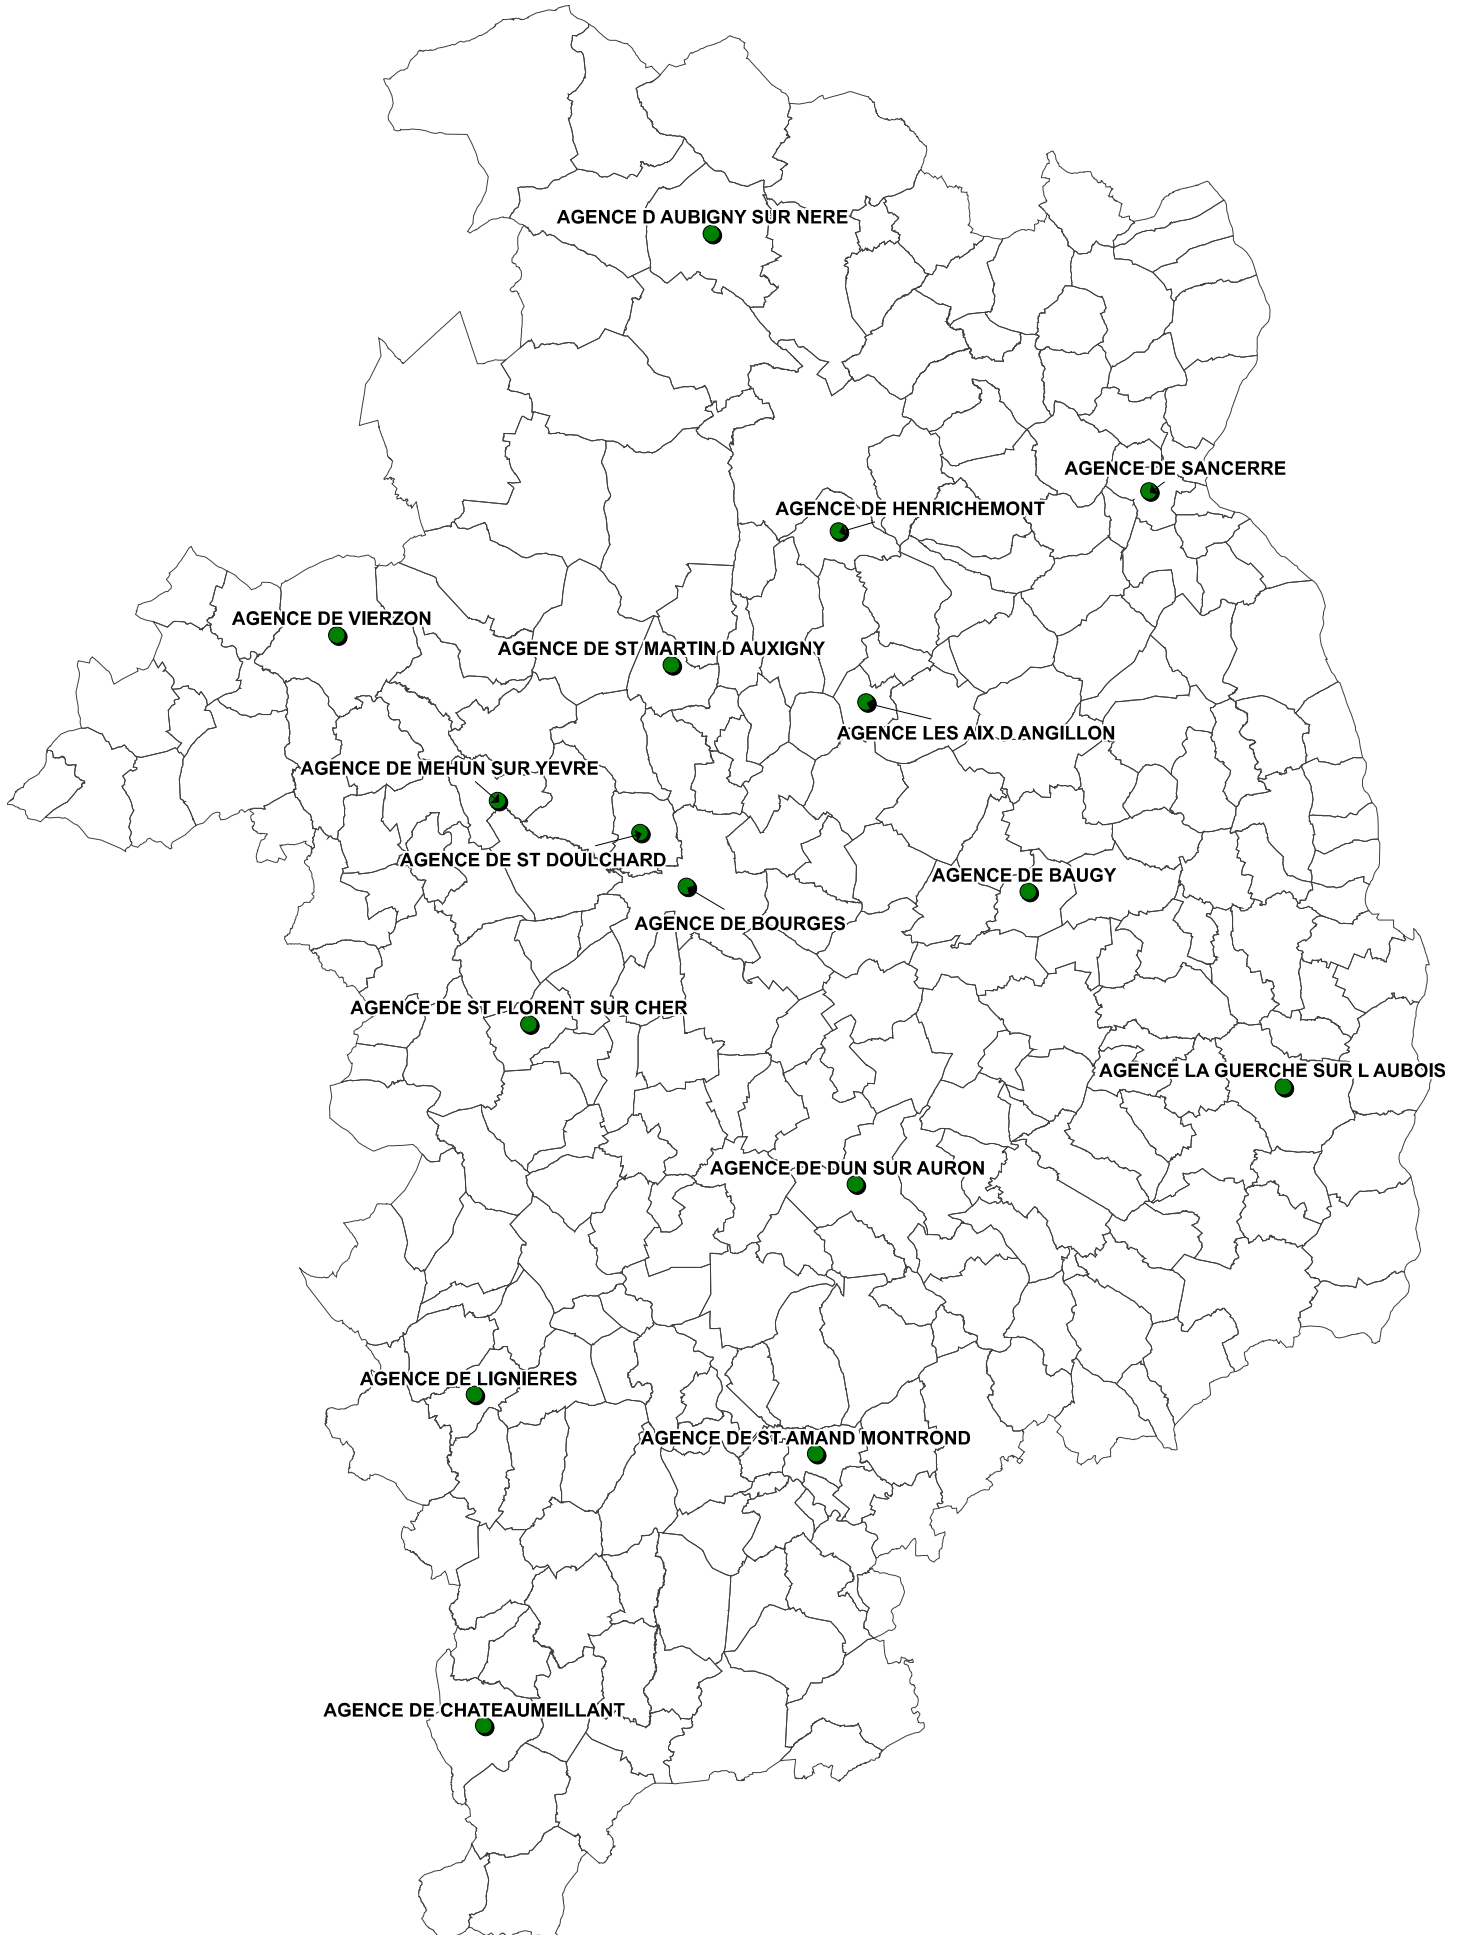 AGENCE D AUBIGNY SUR NERE
AGENCE DE SANCERRE
AGENCE DE HENRICHEMONT
AGENCE DE VIERZON
AGENCE DE ST MARTIN D AUXIGNY
AGENCE LES AIX D ANGILLON
AGENCE DE MEHUN SUR YEVRE
AGENCE DE ST DOULCHARD
AGENCE DE BAUGY
AGENCE DE BOURGES
AGENCE DE ST FLORENT SUR CHER
AGENCE LA GUERCHE SUR L AUBOIS
AGENCE DE DUN SUR AURON
AGENCE DE LIGNIERES
AGENCE DE ST AMAND MONTROND
AGENCE DE CHATEAUMEILLANT